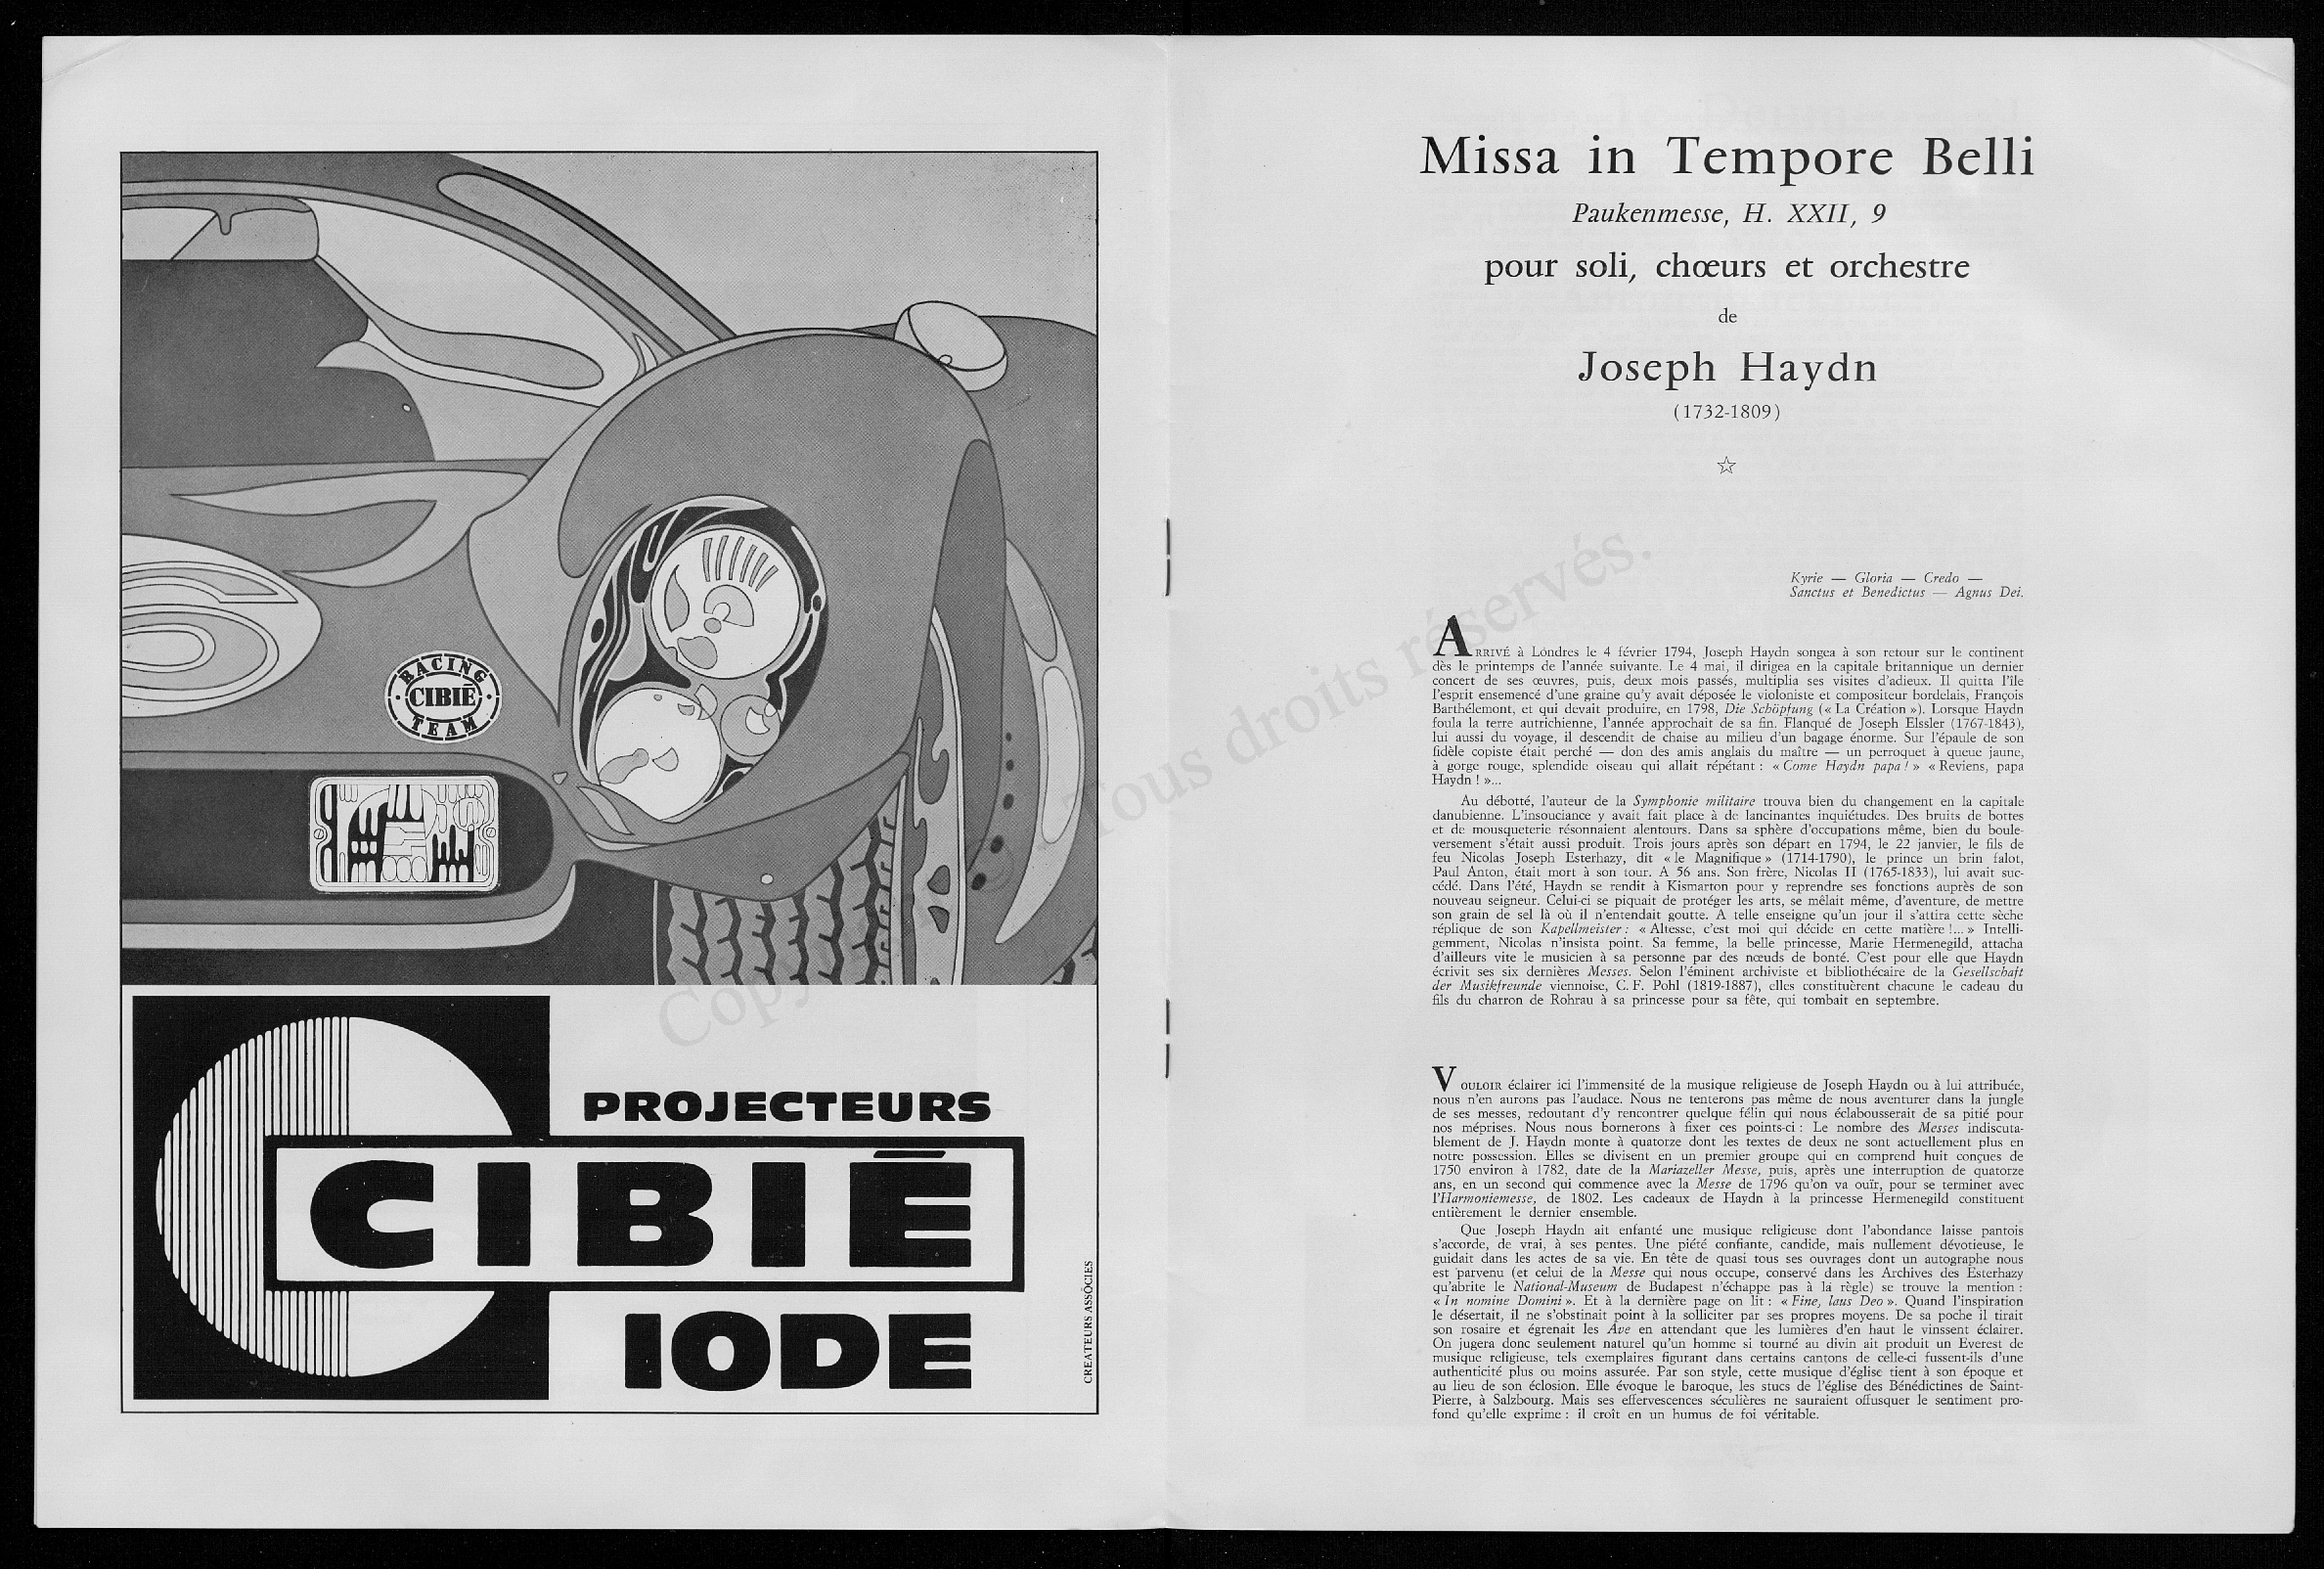 RACING
CIBIÉ
TEAM
PROJECTEURS
CIBIÉ
IODE
CREATEURS ASSOCIES
Missa in Tempore Belli
Paukenmesse, H. XXII, 9
pour soli, chœurs et orchestre
de
Joseph Haydn
(1732-1809)
☆
Kyrie — Gloria — Credo —
Sanctus et Benedictus — Agnus Dei.
ARRIVÉ à Londres le 4 février 1794, Joseph Haydn songea à son retour sur le continent
dès le printemps de l'année suivante. Le 4 mai, il dirigea en la capitale britannique un dernier
concert de ses œuvres, puis, deux mois passés, multiplia ses visites d'adieux. Il quitta l'île
l'esprit ensemencé d'une graine qu'y avait déposée le violoniste et compositeur bordelais, François
Barthélemont, et qui devait produire, en 1798, Die Schöpfung (« La Création »). Lorsque Haydn
foula la terre autrichienne, l'année approchait de sa fin. Flanqué de Joseph Elssler (1767-1843),
lui aussi du voyage, il descendit de chaise au milieu d'un bagage énorme. Sur l'épaule de son
fidèle copiste était perché — don des amis anglais du maître — un perroquet à queue jaune,
à gorge rouge, splendide oiseau qui allait répétant : « Come Haydn papa ! » « Reviens, papa
Haydn ! »...
Au débotté, l'auteur de la Symphonie militaire trouva bien du changement en la capitale
danubienne. L'insouciance y avait fait place à de lancinantes inquiétudes. Des bruits de bottes
et de mousqueterie résonnaient alentours. Dans sa sphère d'occupations même, bien du boule-
versement s'était aussi produit. Trois jours après son départ en 1794, le 22 janvier, le fils de
feu Nicolas Joseph Esterhazy, dit « le Magnifique » (1714-1790), le prince un brin falot,
Paul Anton, était mort à son tour. A 56 ans. Son frère, Nicolas II (1765-1833), lui avait suc-
cédé. Dans l'été, Haydn se rendit à Kismarton pour y reprendre ses fonctions auprès de son
nouveau seigneur. Celui-ci se piquait de protéger les arts, se mêlait même, d'aventure, de mettre
son grain de sel là où il n'entendait goutte. A telle enseigne qu'un jour il s'attira cette sèche
réplique de son Kapellmeister : « Altesse, c'est moi qui décide en cette matière !... » Intelli-
gemment, Nicolas n'insista point. Sa femme, la belle princesse, Marie Hermenegild, attacha
d'ailleurs vite le musicien à sa personne par des nœuds de bonté. C'est pour elle que Haydn
écrivit ses six dernières Messes. Selon l'éminent archiviste et bibliothécaire de la Gesellschaft
der Musikfreunde viennoise, C. F. Pohl (1819-1887), elles constituèrent chacune le cadeau du
fils du charron de Rohrau à sa princesse pour sa fête, qui tombait en septembre.
VOULOIR éclairer ici l'immensité de la musique religieuse de Joseph Haydn ou à lui attribuée,
nous n'en aurons pas l'audace. Nous ne tenterons pas même de nous aventurer dans la jungle
de ses messes, redoutant d'y rencontrer quelque félin qui nous éclabousserait de sa pitié pour
nos méprises. Nous nous bornerons à fixer ces points-ci : Le nombre des Messes indiscuta-
blement de J. Haydn monte à quatorze dont les textes de deux ne sont actuellement plus en
notre possession. Elles se divisent en un premier groupe qui en comprend huit conçues de
1750 environ à 1782, date de la Mariazeller Messe, puis, après une interruption de quatorze
ans, en un second qui commence avec la Messe de 1796 qu'on va ouïr, pour se terminer avec
l'Harmoniemesse, de 1802. Les cadeaux de Haydn à la princesse Hermenegild constituent
entièrement le dernier ensemble.
Que Joseph Haydn ait enfanté une musique religieuse dont l'abondance laisse pantois
s'accorde, de vrai, à ses pentes. Une piété confiante, candide, mais nullement dévotieuse, le
guidait dans les actes de sa vie. En tête de quasi tous ses ouvrages dont un autographe nous
est parvenu (et celui de la Messe qui nous occupe, conservé dans les Archives des Esterhazy
qu'abrite le National-Museum de Budapest n'échappe pas à la règle) se trouve la mention :
« In nomine Domini ». Et à la dernière page on lit : « Fine, laus Deo ». Quand l'inspiration
le désertait, il ne s'obstinait point à la solliciter par ses propres moyens. De sa poche il tirait
son rosaire et égrenait les Ave en attendant que les lumières d'en haut le vinssent éclairer.
On jugera donc seulement naturel qu'un homme si tourné au divin ait produit un Everest de
musique religieuse, tels exemplaires figurant dans certains cantons de celle-ci fussent-ils d'une
authenticité plus ou moins assurée. Par son style, cette musique d'église tient à son époque et
au lieu de son éclosion. Elle évoque le baroque, les stucs de l'église des Bénédictines de Saint-
Pierre, à Salzbourg. Mais ses effervescences séculières ne sauraient offusquer le sentiment pro-
fond qu'elle exprime : il croît en un humus de foi véritable.
Tous droits réservés.